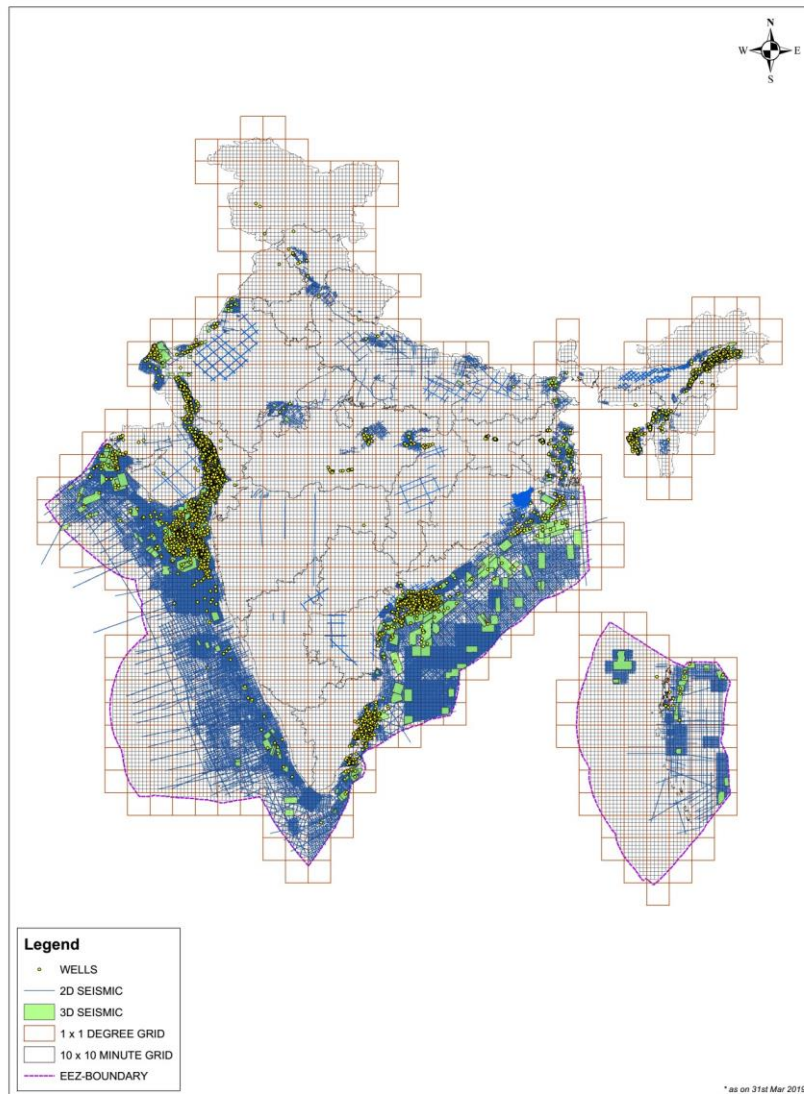 N
W E
S
Legend
WELLS
2D SEISMIC
3D SEISMIC
1 x 1 DEGREE GRID
10 x 10 MINUTE GRID
EEZ-BOUNDARY
* as on 31st Mar 2019